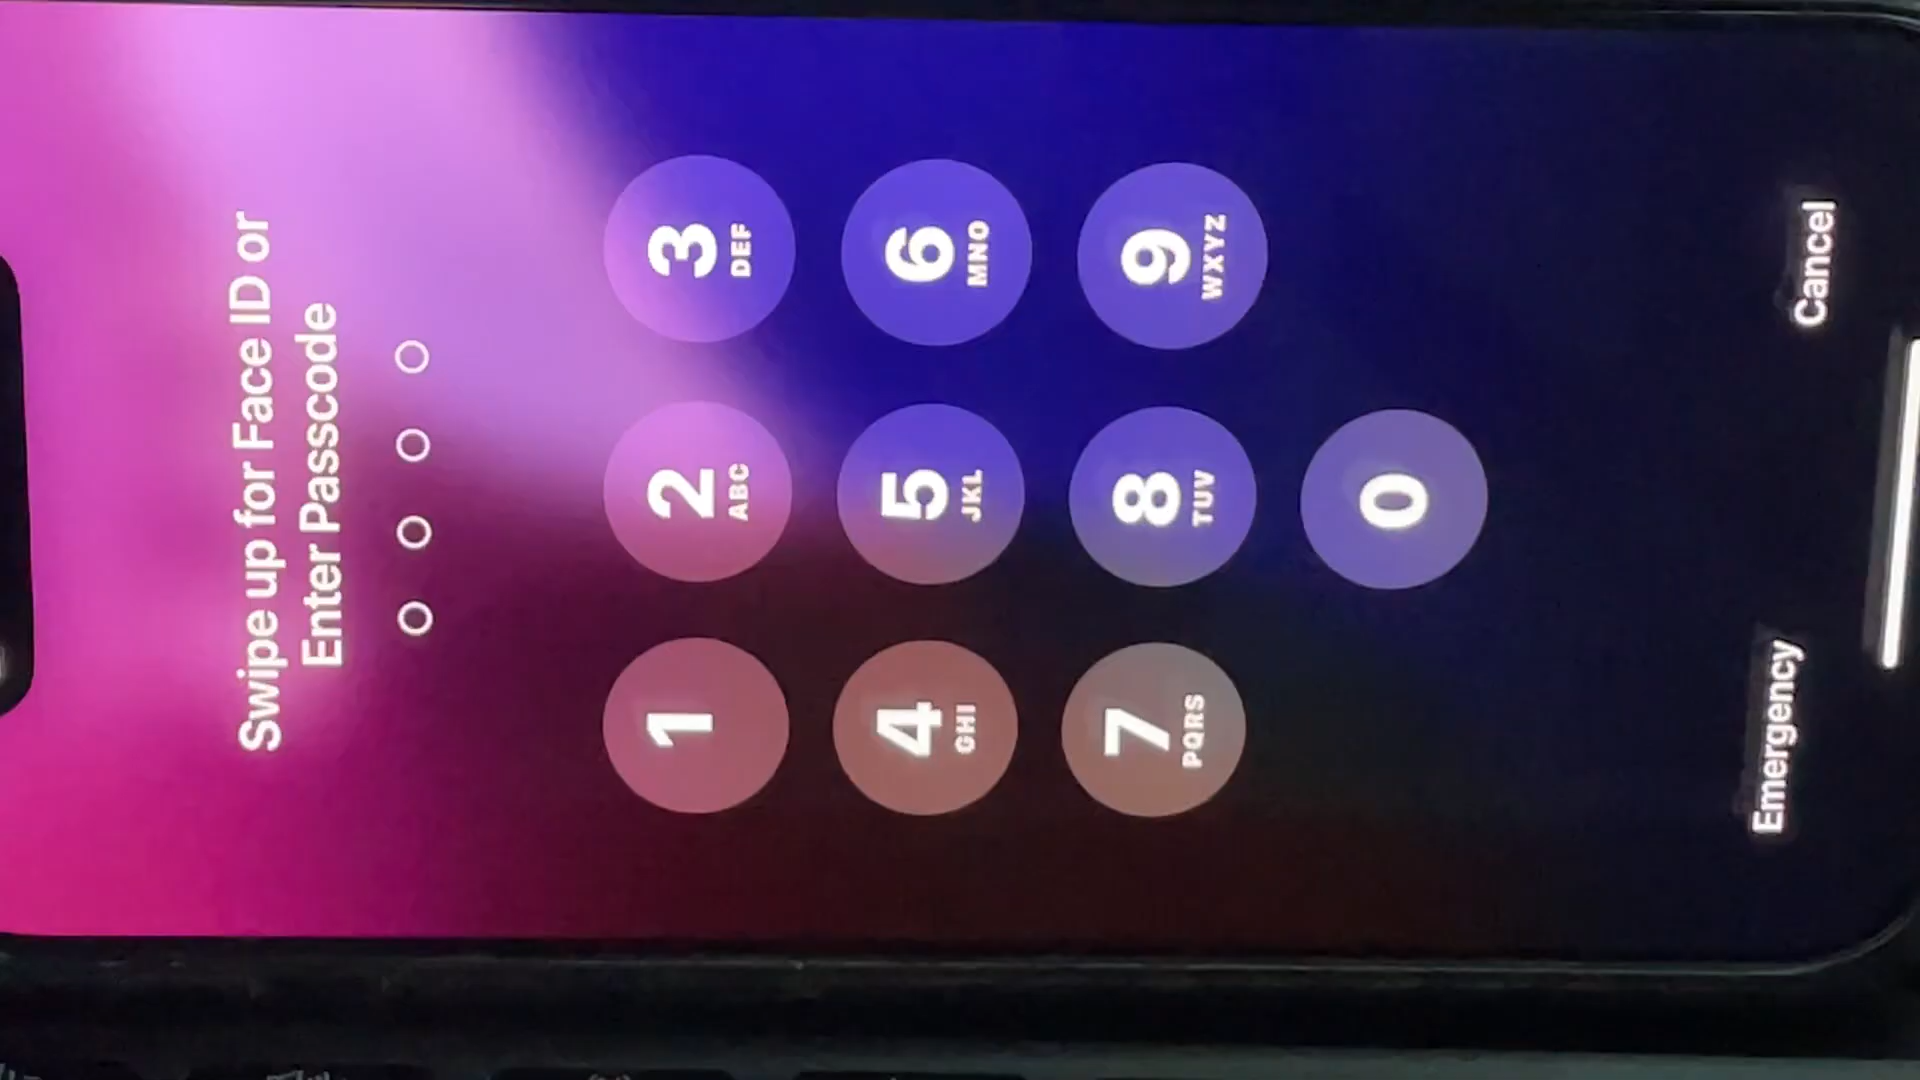 Swipe up for Face ID or
Enter Passcode
1
2
ABC
3
DEF
4
GHI
5
JKL
6
MNO
7
PQRS
8
TUV
9
WXYZ
0
Emergency
Cancel